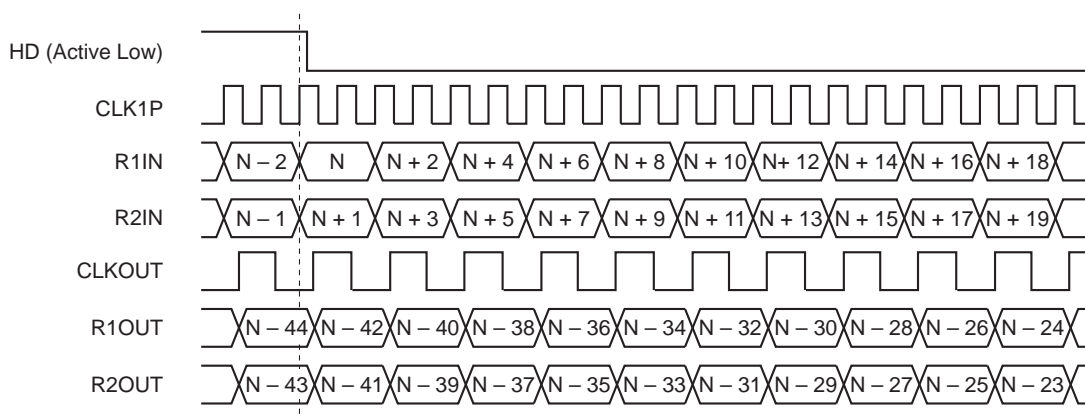 HD (Active Low)
CLK1P
R1IN N – 2 N N + 2 N + 4 N + 6 N + 8 N + 10 N+ 12 N + 14 N + 16 N + 18
R2IN N – 1 N + 1 N + 3 N + 5 N + 7 N + 9 N + 11 N + 13 N + 15 N + 17 N + 19
CLKOUT
R1OUT N – 44 N – 42 N – 40 N – 38 N – 36 N – 34 N – 32 N – 30 N – 28 N – 26 N – 24
R2OUT N – 43 N – 41 N – 39 N – 37 N – 35 N – 33 N – 31 N – 29 N – 27 N – 25 N – 23